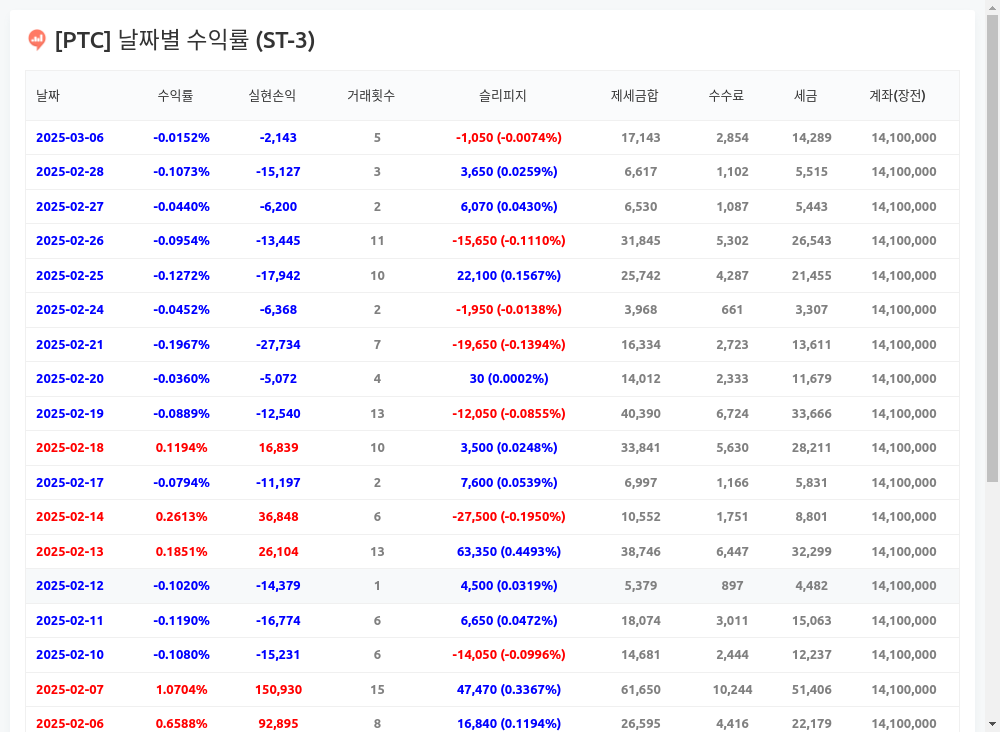 [PTC] 날짜별 수익률 (ST-3)
날짜 수익률 실현손익 거래횟수 슬리피지 제세금합 수수료 세금 계좌(장전)
2025-03-06 -0.0152% -2,143 5 -1,050 (-0.0074%) 17,143 2,854 14,289 14,100,000
2025-02-28 -0.1073% -15,127 3 3,650 (0.0259%) 6,617 1,102 5,515 14,100,000
2025-02-27 -0.0440% -6,200 2 6,070 (0.0430%) 6,530 1,087 5,443 14,100,000
2025-02-26 -0.0954% -13,445 11 -15,650 (-0.1110%) 31,845 5,302 26,543 14,100,000
2025-02-25 -0.1272% -17,942 10 22,100 (0.1567%) 25,742 4,287 21,455 14,100,000
2025-02-24 -0.0452% -6,368 2 -1,950 (-0.0138%) 3,968 661 3,307 14,100,000
2025-02-21 -0.1967% -27,734 7 -19,650 (-0.1394%) 16,334 2,723 13,611 14,100,000
2025-02-20 -0.0360% -5,072 4 30 (0.0002%) 14,012 2,333 11,679 14,100,000
2025-02-19 -0.0889% -12,540 13 -12,050 (-0.0855%) 40,390 6,724 33,666 14,100,000
2025-02-18 0.1194% 16,839 10 3,500 (0.0248%) 33,841 5,630 28,211 14,100,000
2025-02-17 -0.0794% -11,197 2 7,600 (0.0539%) 6,997 1,166 5,831 14,100,000
2025-02-14 0.2613% 36,848 6 -27,500 (-0.1950%) 10,552 1,751 8,801 14,100,000
2025-02-13 0.1851% 26,104 13 63,350 (0.4493%) 38,746 6,447 32,299 14,100,000
2025-02-12 -0.1020% -14,379 1 4,500 (0.0319%) 5,379 897 4,482 14,100,000
2025-02-11 -0.1190% -16,774 6 6,650 (0.0472%) 18,074 3,011 15,063 14,100,000
2025-02-10 -0.1080% -15,231 6 -14,050 (-0.0996%) 14,681 2,444 12,237 14,100,000
2025-02-07 1.0704% 150,930 15 47,470 (0.3367%) 61,650 10,244 51,406 14,100,000
2025-02-06 0.6588% 92,895 8 16,840 (0.1194%) 26,595 4,416 22,179 14,100,000